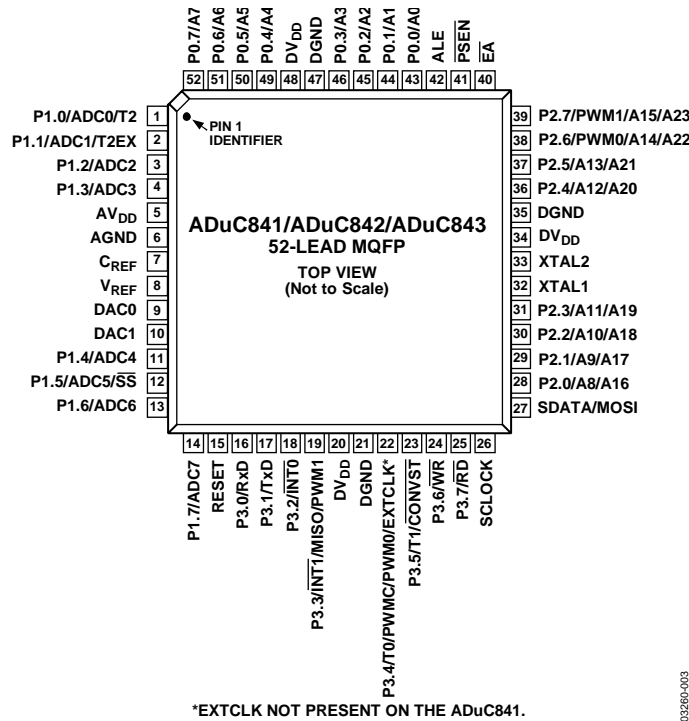 P0.7/A7
P0.6/A6
P0.5/A5
P0.4/A4
DVDD
DGND
P0.3/A3
P0.2/A2
P0.1/A1
P0.0/A0
ALE
PSEN
EA
52 51 50 49 48 47 46 45 44 43 42 41 40
P1.0/ADC0/T2 1
P1.1/ADC1/T2EX 2
P1.2/ADC2 3
P1.3/ADC3 4
AVDD 5
AGND 6
CREF 7
VREF 8
DAC0 9
DAC1 10
P1.4/ADC4 11
P1.5/ADC5/SS 12
P1.6/ADC6 13
PIN 1
IDENTIFIER
ADuC841/ADuC842/ADuC843
52-LEAD MQFP
TOP VIEW
(Not to Scale)
39 P2.7/PWM1/A15/A23
38 P2.6/PWM0/A14/A22
37 P2.5/A13/A21
36 P2.4/A12/A20
35 DGND
34 DVDD
33 XTAL2
32 XTAL1
31 P2.3/A11/A19
30 P2.2/A10/A18
29 P2.1/A9/A17
28 P2.0/A8/A16
27 SDATA/MOSI
14 15 16 17 18 19 20 21 22 23 24 25 26
P1.7/ADC7
RESET
P3.0/RxD
P3.1/TxD
P3.2/INT0
P3.3/INT1/MISO/PWM1
DVDD
DGND
P3.4/T0/PWMC/PWM0/EXTCLK*
P3.5/T1/CONVST
P3.6/WR
P3.7/RD
SCLOCK
*EXTCLK NOT PRESENT ON THE ADuC841.
03260-003